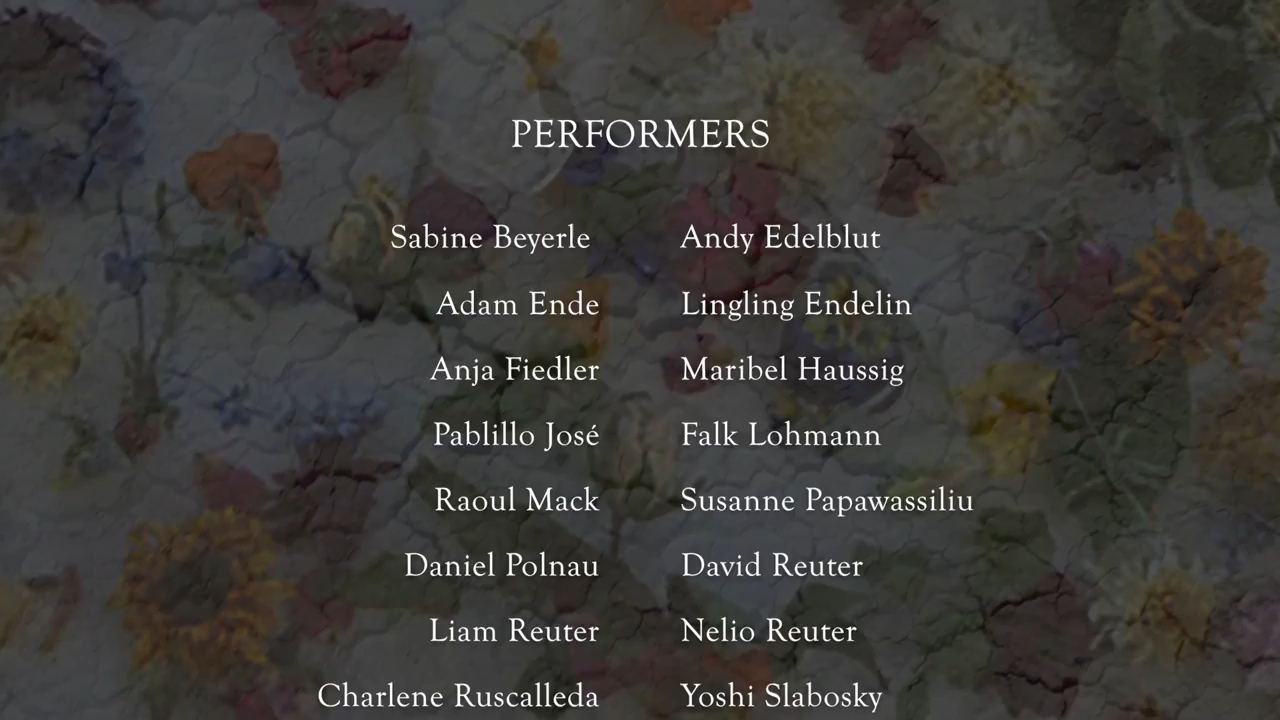 PERFORMERS
Sabine Beyerle Andy Edelblut
Adam Ende Lingling Endelin
Anja Fiedler Maribel Haussig
Pablillo José Falk Lohmann
Raoul Mack Susanne Papawassiliu
Daniel Polnau David Reuter
Liam Reuter Nelio Reuter
Charlene Ruscalleda Yoshi Slabosky